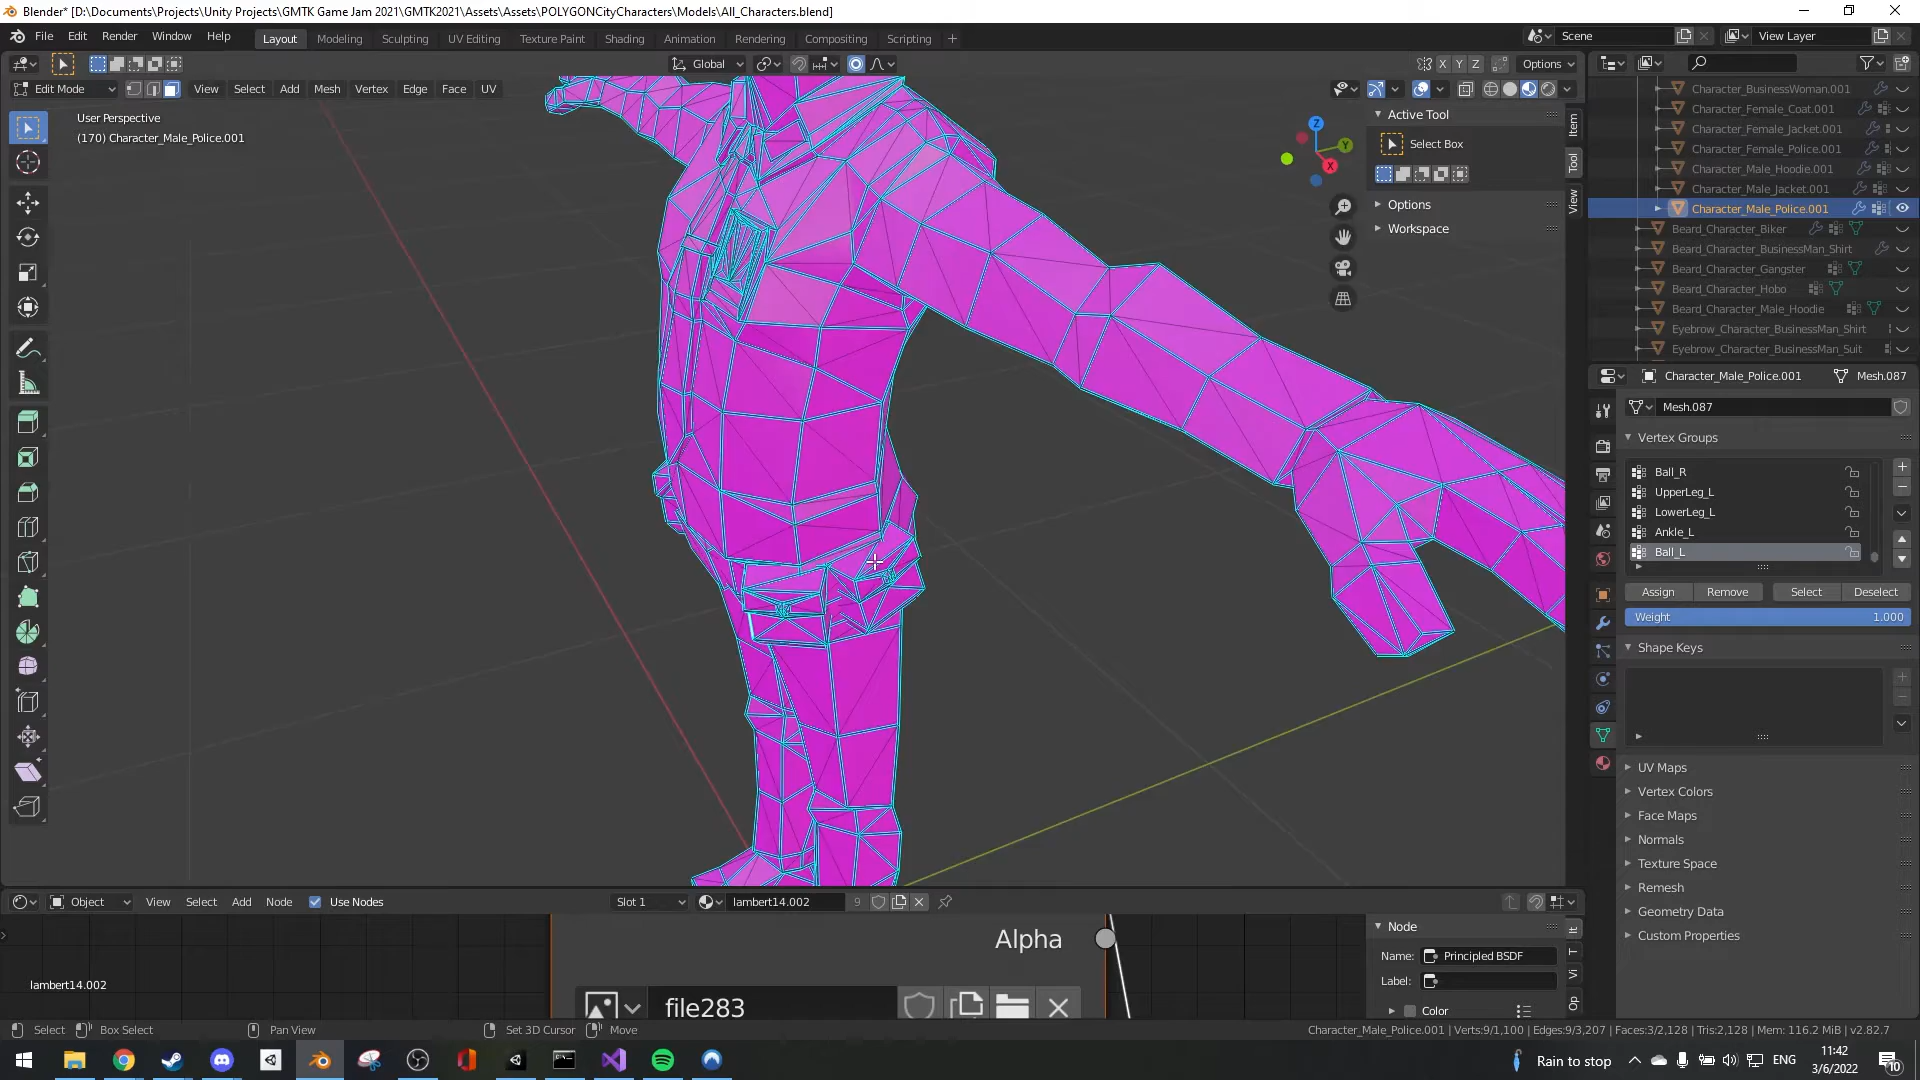 Blender* [D:\Documents\Projects\Unity Projects\GMTK Game Jam 2021\GMTK2021\Assets\Assets\POLYGONCityCharacters\Models\All_Characters.blend]
File Edit Render Window Help Layout Modeling Sculpting UV Editing Texture Paint Shading Animation Rendering Compositing Scripting + Scene View Layer
Global X Y Z Options
Edit Mode View Select Add Mesh Vertex Edge Face UV
User Perspective
(170) Character_Male_Police.001
Z
Y
X
Active Tool
Select Box
Options
Workspace
Item
Tool
View
Character_BusinessWoman.001
Character_Female_Coat.001
Character_Female_Jacket.001
Character_Female_Police.001
Character_Male_Hoodie.001
Character_Male_Jacket.001
Character_Male_Police.001
Beard_Character_Biker
Beard_Character_BusinessMan_Shirt
Beard_Character_Gangster
Beard_Character_Hobo
Beard_Character_Male_Hoodie
Eyebrow_Character_BusinessMan_Shirt
Eyebrow_Character_BusinessMan_Suit
Character_Male_Police.001 Mesh.087
Mesh.087
Vertex Groups
Ball_R
UpperLeg_L
LowerLeg_L
Ankle_L
Ball_L
Assign Remove Select Deselect
Weight 1.000
Shape Keys
UV Maps
Vertex Colors
Face Maps
Normals
Texture Space
Remesh
Geometry Data
Custom Properties
Object View Select Add Node Use Nodes Slot 1 lambert14.002 9
Alpha
file283
lambert14.002
Node
Name: Principled BSDF
Label:
Color
It
T
Vi
Op
Select Box Select Pan View Set 3D Cursor Move Character_Male_Police.001 | Verts:9/1,100 | Edges:9/3,207 | Faces:3/2,128 | Tris:2,128 | Mem: 116.2 MiB | v2.82.7
Rain to stop ENG 11:42
3/6/2022 10